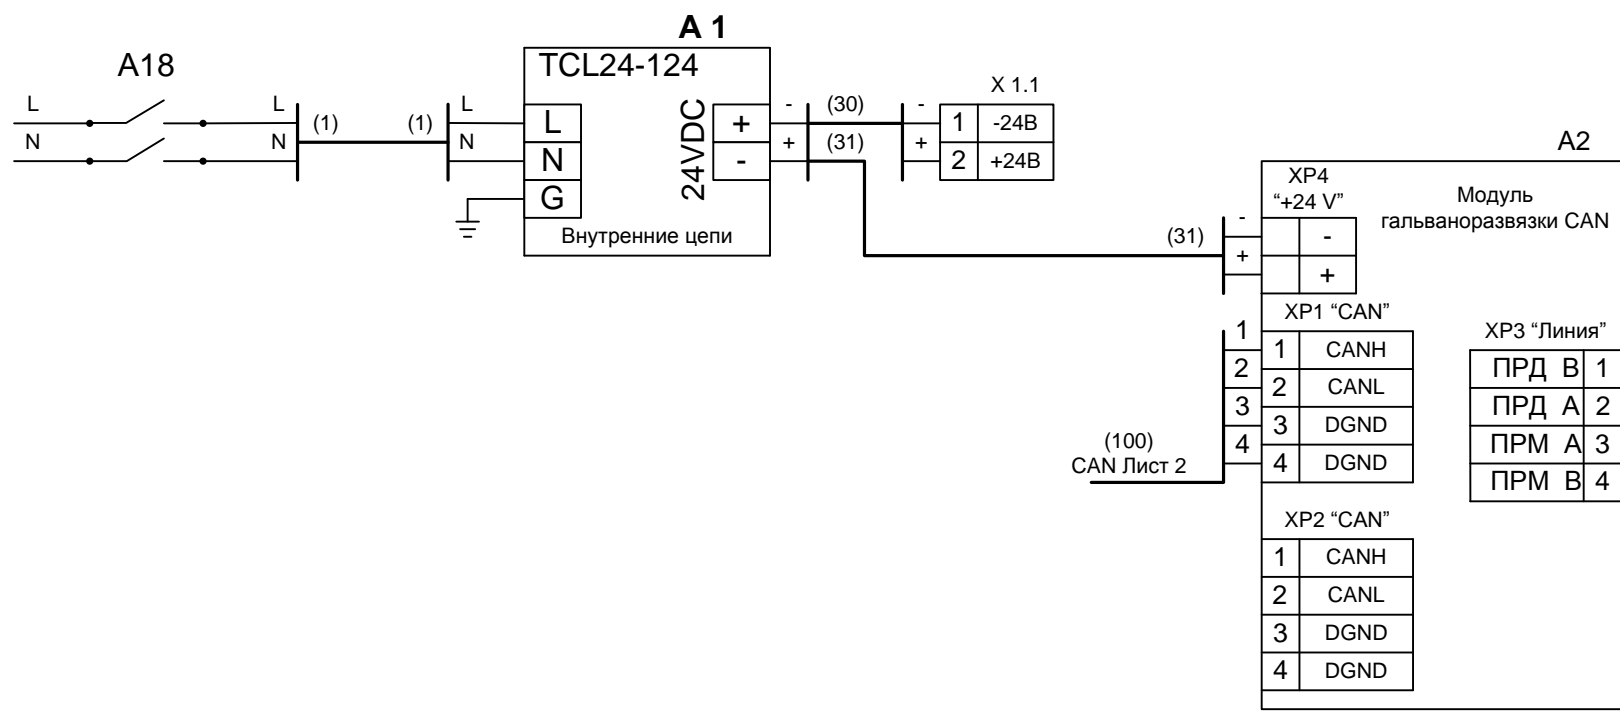 A 1
A18
TCL24-124
X 1.1
L
L
(1)
(1)
L
L
+
-
(30)
-
1
-24В
N
N
N
N
24VDC
-
+
(31)
+
2
+24В
G
Внутренние цепи
A2
XP4
“+24 V”
Модуль
гальваноразвязки CAN
(31)
-
-
+
+
XP1 “CAN”
XP3 “Линия”
1
1
CANH
ПРД В
1
2
2
CANL
ПРД А
2
3
3
DGND
ПРМ А
3
4
4
DGND
ПРМ В
4
(100)
CAN Лист 2
XP2 “CAN”
1
CANH
2
CANL
3
DGND
4
DGND